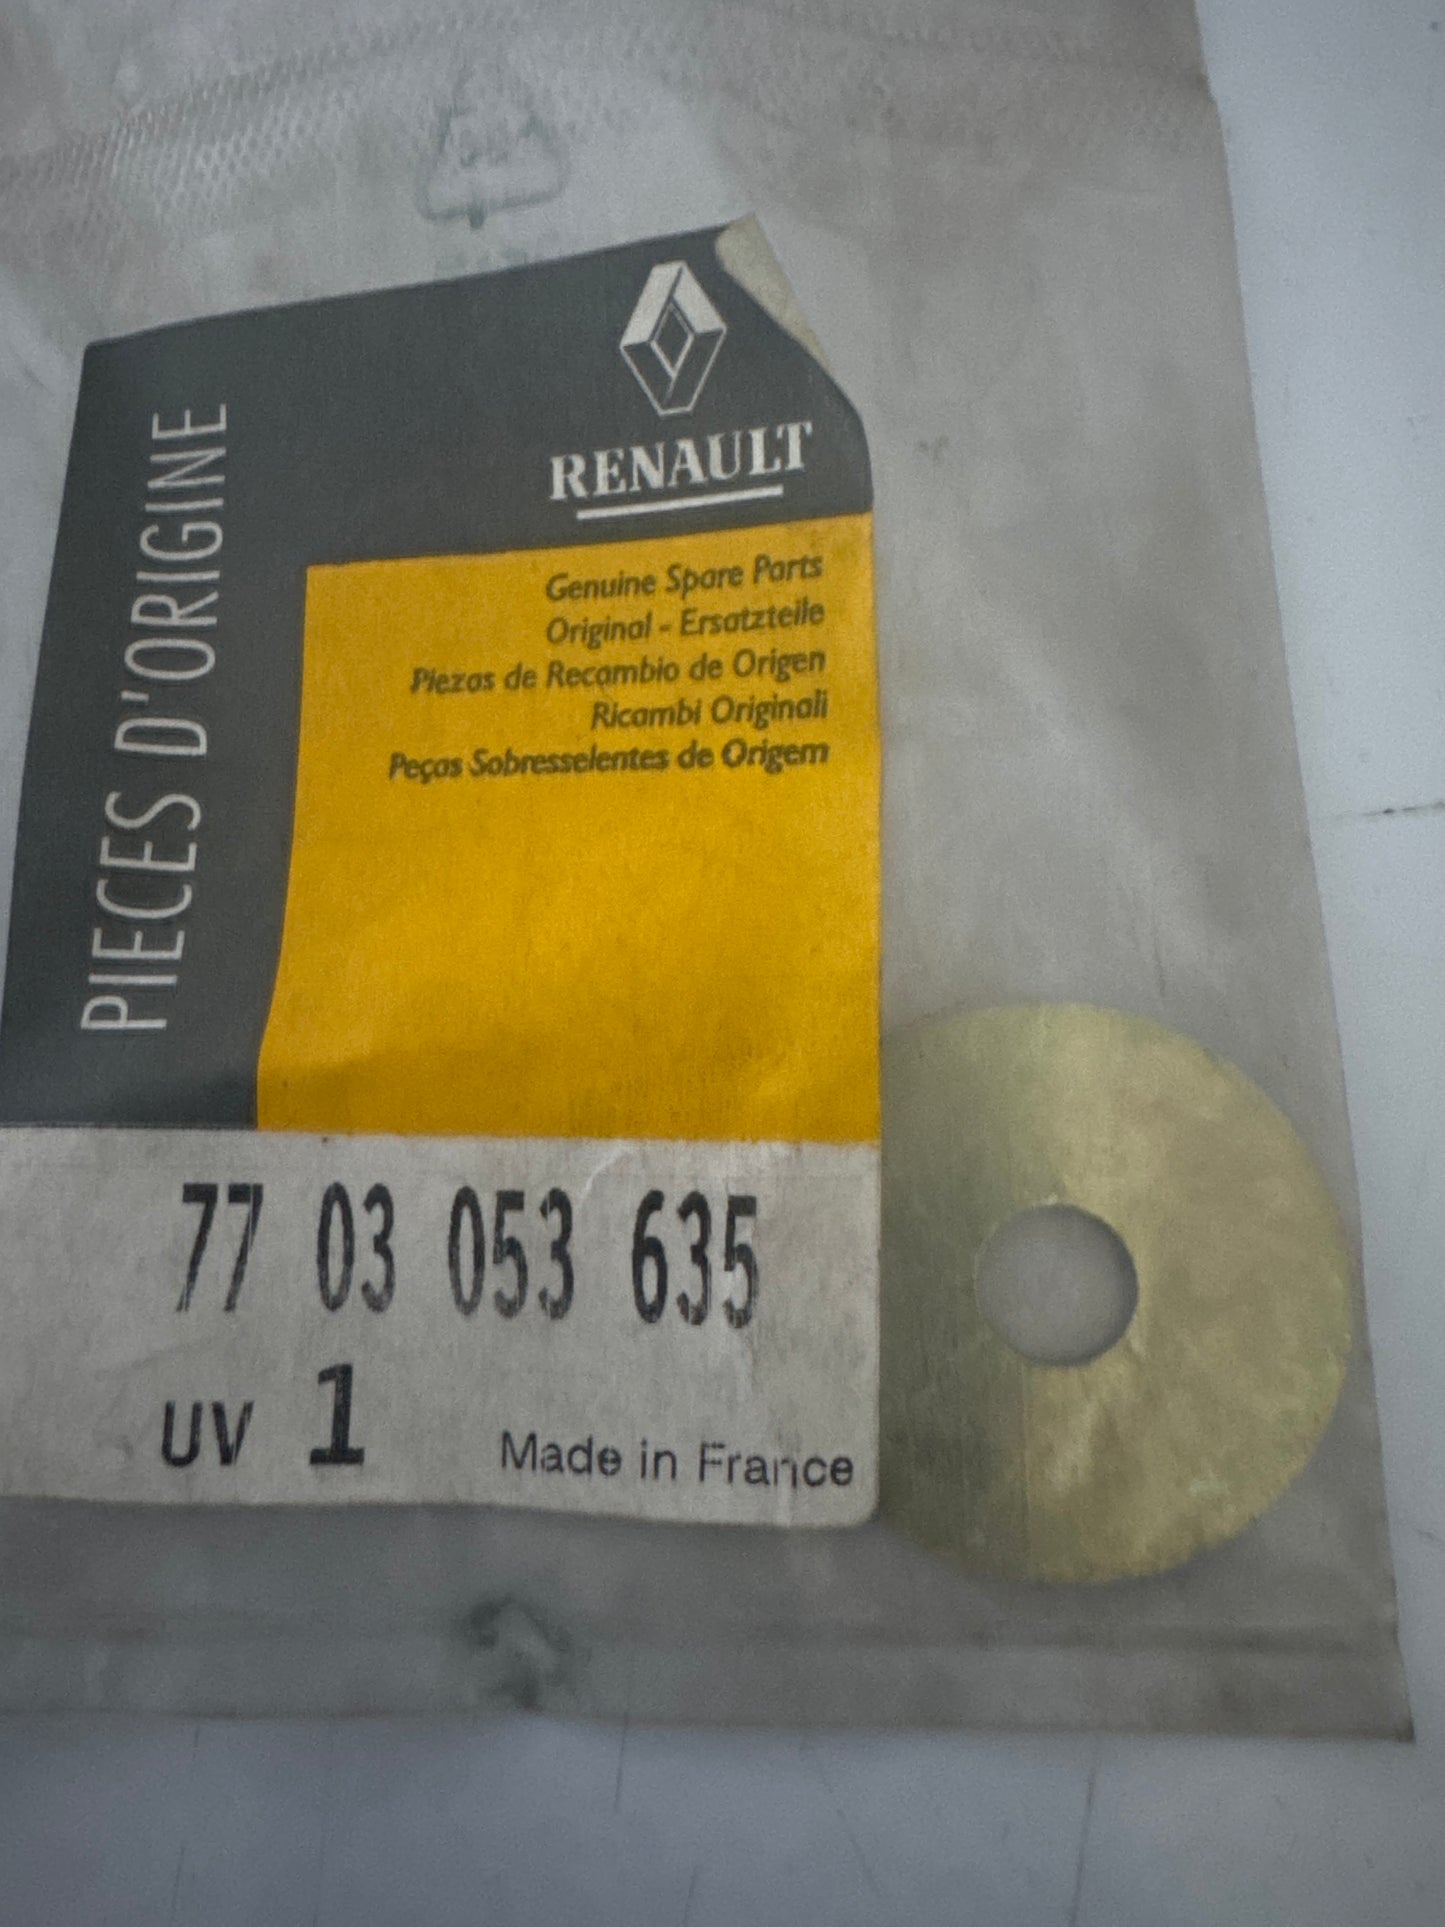 RENAULT
PIECES D'ORIGINE
Genuine Spare Parts
Original - Ersatzteile
Piezas de Recambio de Origen
Ricambi Originali
Peças Sobresselentes de Origem
77 03 053 635
UV 1
Made in France